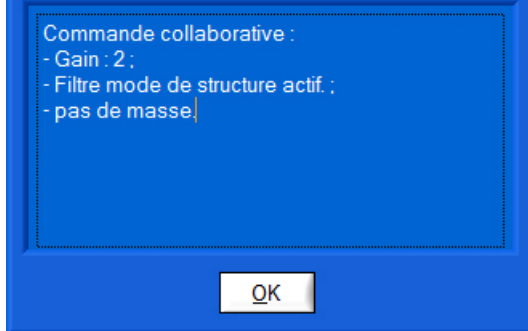 Commande collaborative :
- Gain : 2 ;
- Filtre mode de structure actif. ;
- pas de masse.
OK